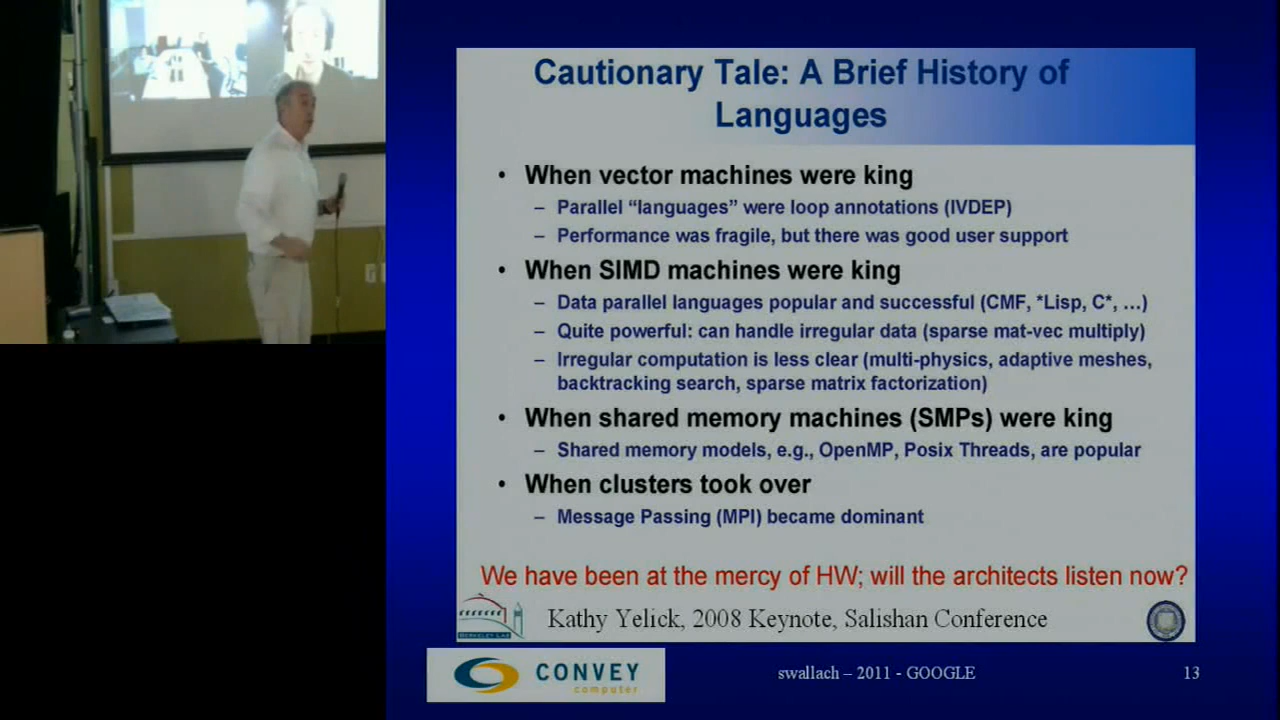 Cautionary Tale: A Brief History of
Languages
• When vector machines were king
– Parallel “languages” were loop annotations (IVDEP)
– Performance was fragile, but there was good user support
• When SIMD machines were king
– Data parallel languages popular and successful (CMF, *Lisp, C*, …)
– Quite powerful: can handle irregular data (sparse mat-vec multiply)
– Irregular computation is less clear (multi-physics, adaptive meshes,
backtracking search, sparse matrix factorization)
• When shared memory machines (SMPs) were king
– Shared memory models, e.g., OpenMP, Posix Threads, are popular
• When clusters took over
– Message Passing (MPI) became dominant
We have been at the mercy of HW; will the architects listen now?
BERKELEY LAB
Kathy Yelick, 2008 Keynote, Salishan Conference
CONVEY
computer
swallach – 2011 - GOOGLE
13